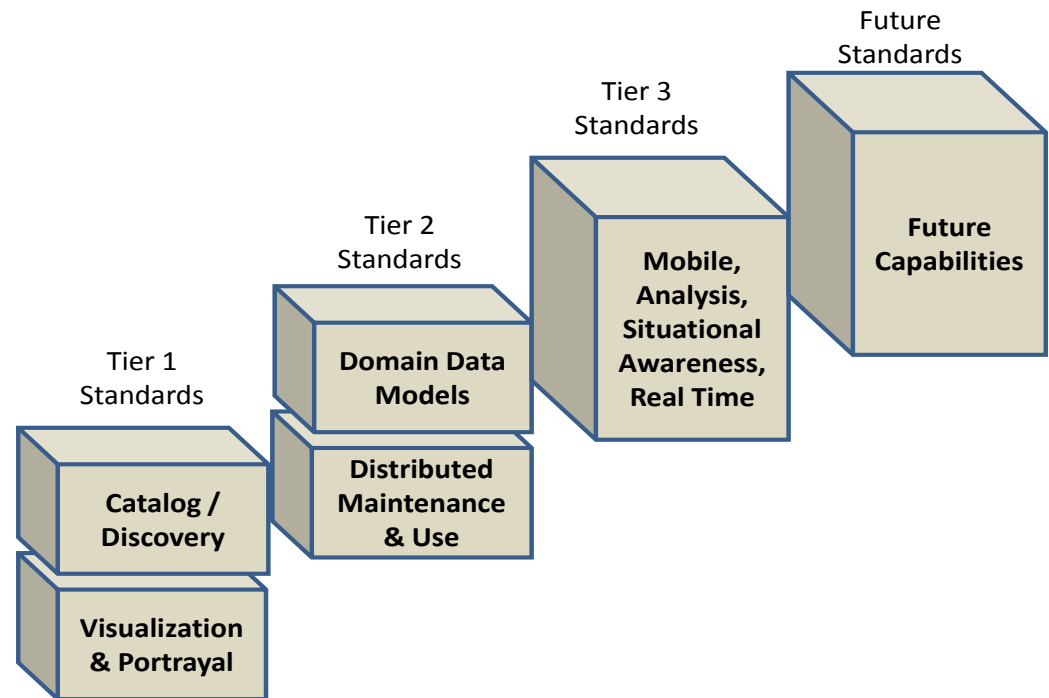 Tier 1
Standards
Catalog /
Discovery
Visualization
& Portrayal
Tier 2
Standards
Domain Data
Models
Distributed
Maintenance
& Use
Tier 3
Standards
Mobile,
Analysis,
Situational
Awareness,
Real Time
Future
Standards
Future
Capabilities